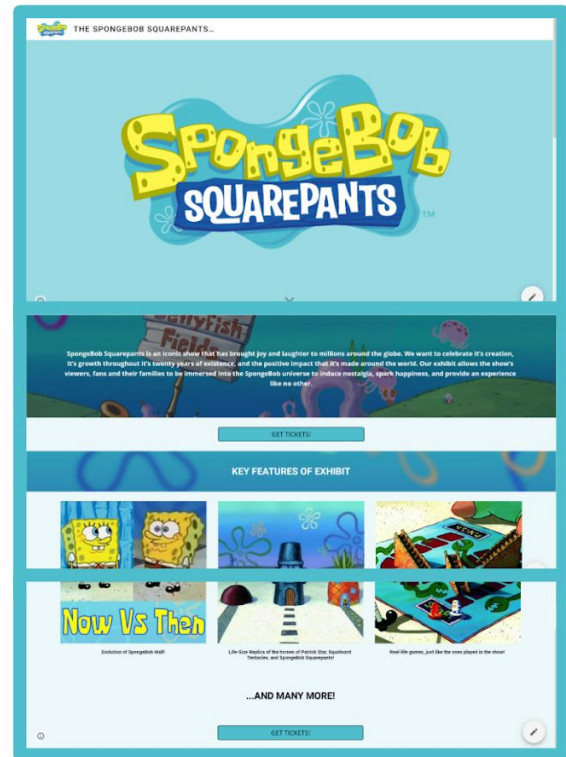 THE SPONGEBOB SQUAREPANTS...
SPONGEBOB
SQUAREPANTS
TM
Jellyfish
Fields
SpongeBob Squarepants is an iconic show that has brought joy and laughter to millions around the globe. We want to celebrate it's creation,
it's growth throughout it's twenty years of existence, and the positive impact that it's made around the world. Our exhibit allows the show's
viewers, fans and their families to be immersed into the SpongeBob universe to induce nostalgia, spark happiness, and provide an experience
like no other.
GET TICKETS!
KEY FEATURES OF EXHIBIT
Now Vs Then
Evolution of SpongeBob Wall!
Life-Size Replicas of the homes of Patrick Star, Squidward
Tentacles, and SpongeBob Squarepants!
Real-life games, just like the ones played in the show!
...AND MANY MORE!
GET TICKETS!